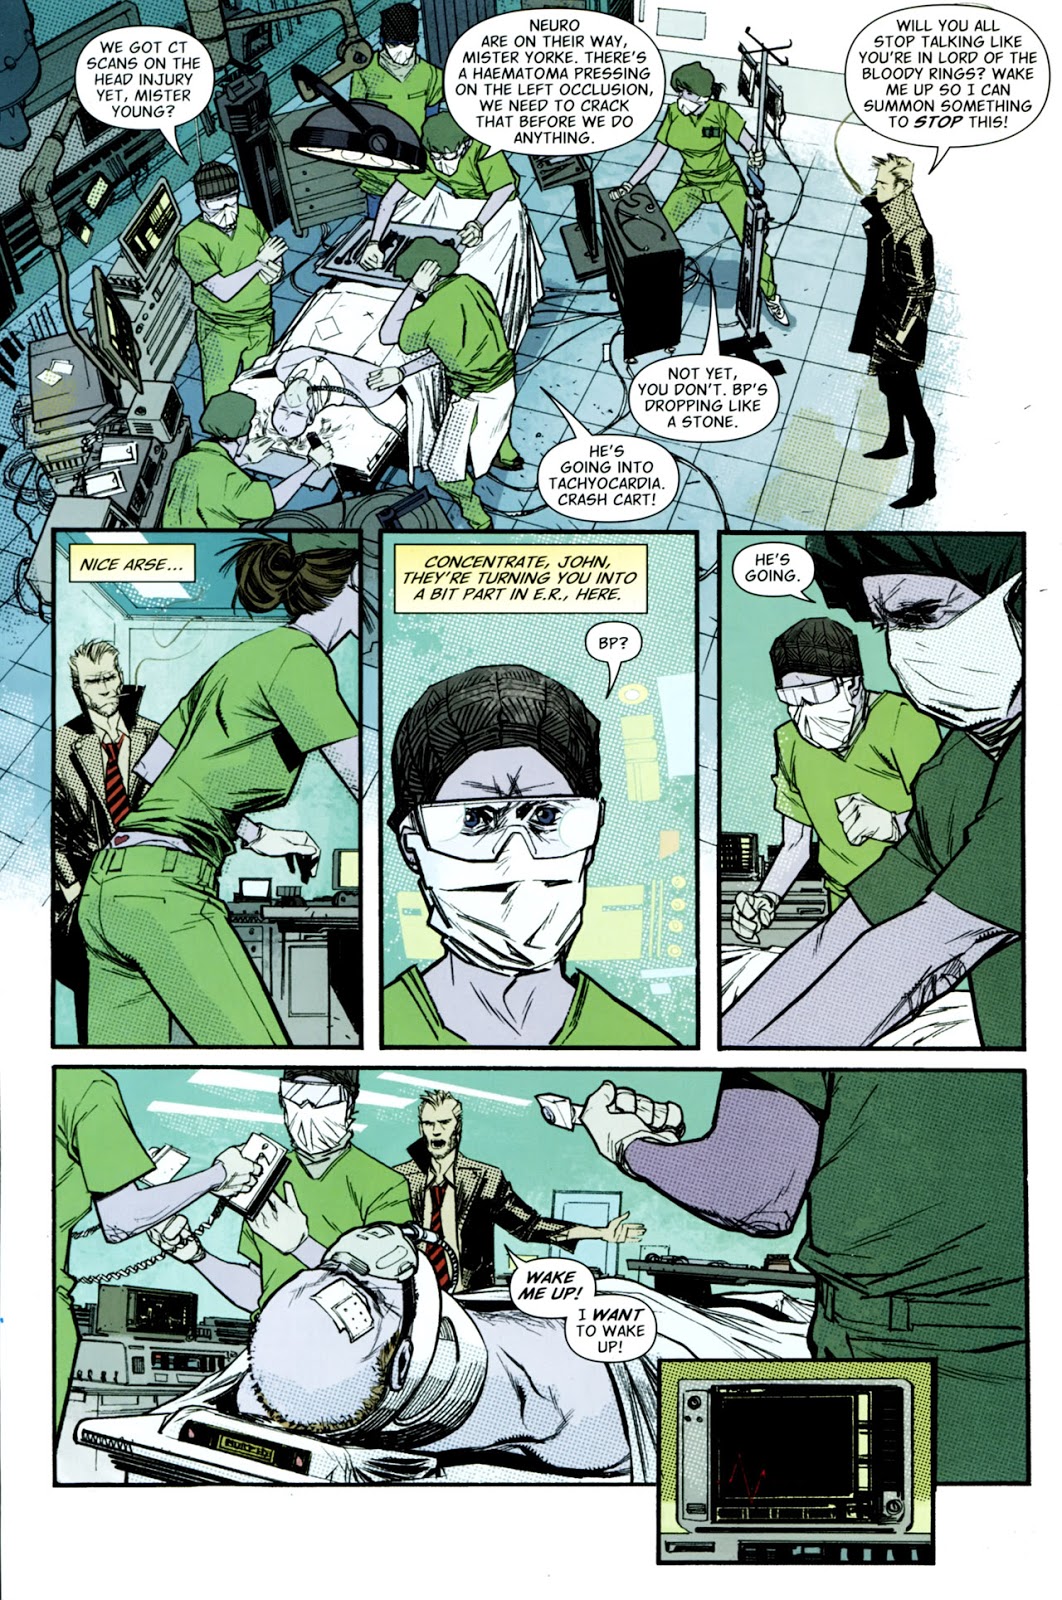 WE GOT CT
SCANS ON THE
HEAD INJURY
YET, MISTER
YOUNG?
NEURO
ARE ON THEIR WAY,
MISTER YORKE. THERE'S
A HAEMATOMA PRESSING
ON THE LEFT OCCLUSION,
WE NEED TO CRACK
THAT BEFORE WE DO
ANYTHING.
WILL YOU ALL
STOP TALKING LIKE
YOU'RE IN LORD OF THE
BLOODY RINGS? WAKE
ME UP SO I CAN
SUMMON SOMETHING
TO STOP THIS!
NOT YET,
YOU DON'T. BP'S
DROPPING LIKE
A STONE.
HE'S
GOING INTO
TACHYOCARDIA.
CRASH CART!
NICE ARSE...
CONCENTRATE, JOHN,
THEY'RE TURNING YOU INTO
A BIT PART IN E.R., HERE.
BP?
HE'S
GOING.
WAKE
ME UP!
I WANT
TO WAKE
UP!